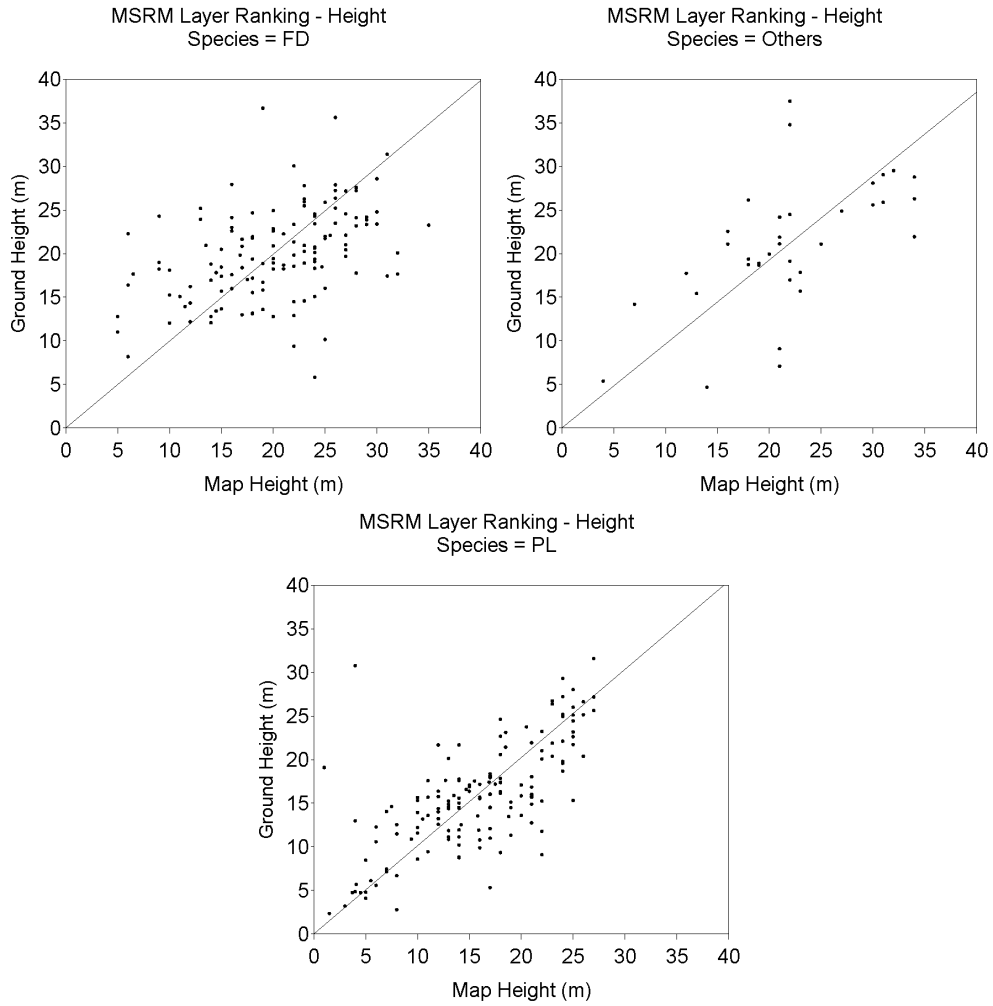 MSRM Layer Ranking - Height
Species = FD
40
35
30
25
20
15
10
5
0
Ground Height (m)
0 5 10 15 20 25 30 35 40
Map Height (m)
MSRM Layer Ranking - Height
Species = Others
40
35
30
25
20
15
10
5
0
Ground Height (m)
0 5 10 15 20 25 30 35 40
Map Height (m)
MSRM Layer Ranking - Height
Species = PL
40
35
30
25
20
15
10
5
0
Ground Height (m)
0 5 10 15 20 25 30 35 40
Map Height (m)